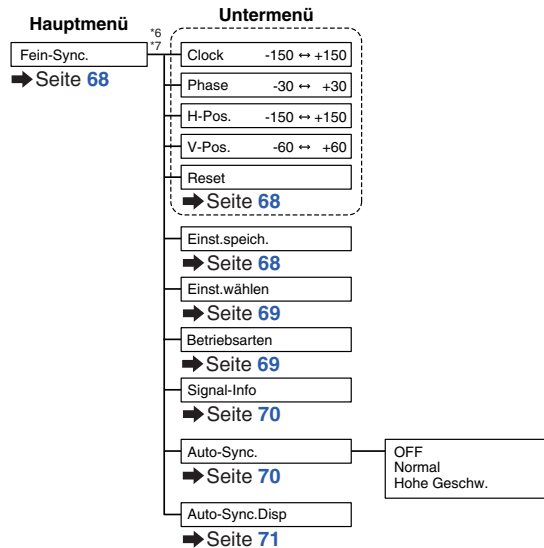 Hauptmenü
Untermenü
*6
*7
Fein-Sync.
➡ Seite 68
Clock -150 ↔ +150
Phase -30 ↔ +30
H-Pos. -150 ↔ +150
V-Pos. -60 ↔ +60
Reset
➡ Seite 68
Einst.speich.
➡ Seite 68
Einst.wählen
➡ Seite 69
Betriebsarten
➡ Seite 69
Signal-Info
➡ Seite 70
Auto-Sync.
➡ Seite 70
OFF
Normal
Hohe Geschw.
Auto-Sync.Disp
➡ Seite 71